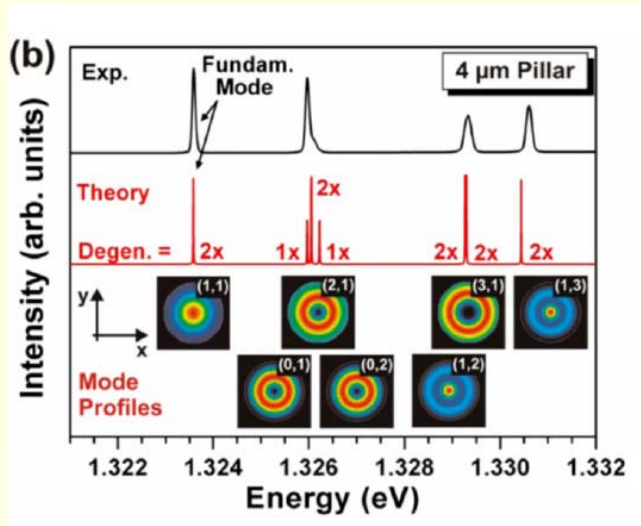 (b)
Exp.
Fundam.
Mode
4 µm Pillar
Theory
2x
Degen. =
2x
1x
1x
2x
2x
2x
(1,1)
(2,1)
(3,1)
(1,3)
y
x
(0,1)
(0,2)
(1,2)
Mode
Profiles
Intensity (arb. units)
1.322 1.324 1.326 1.328 1.330 1.332
Energy (eV)